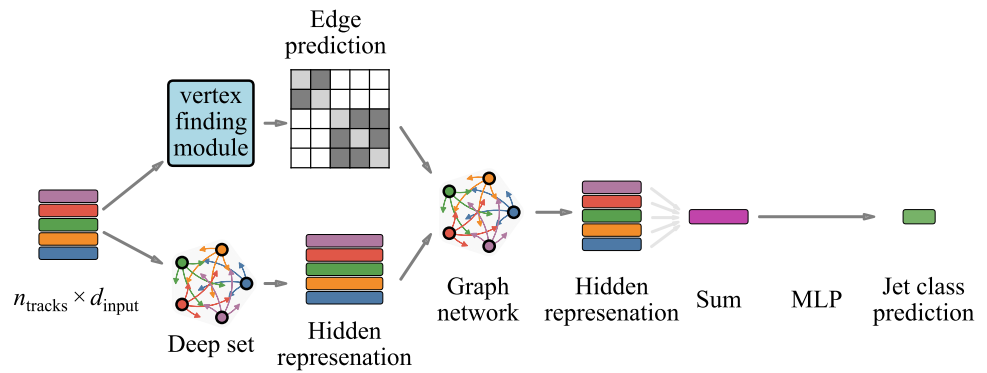 Edge
prediction
vertex
finding
module
n_tracks × d_input
Deep set
Hidden
represenation
Graph
network
Hidden
represenation
Sum
MLP
Jet class
prediction